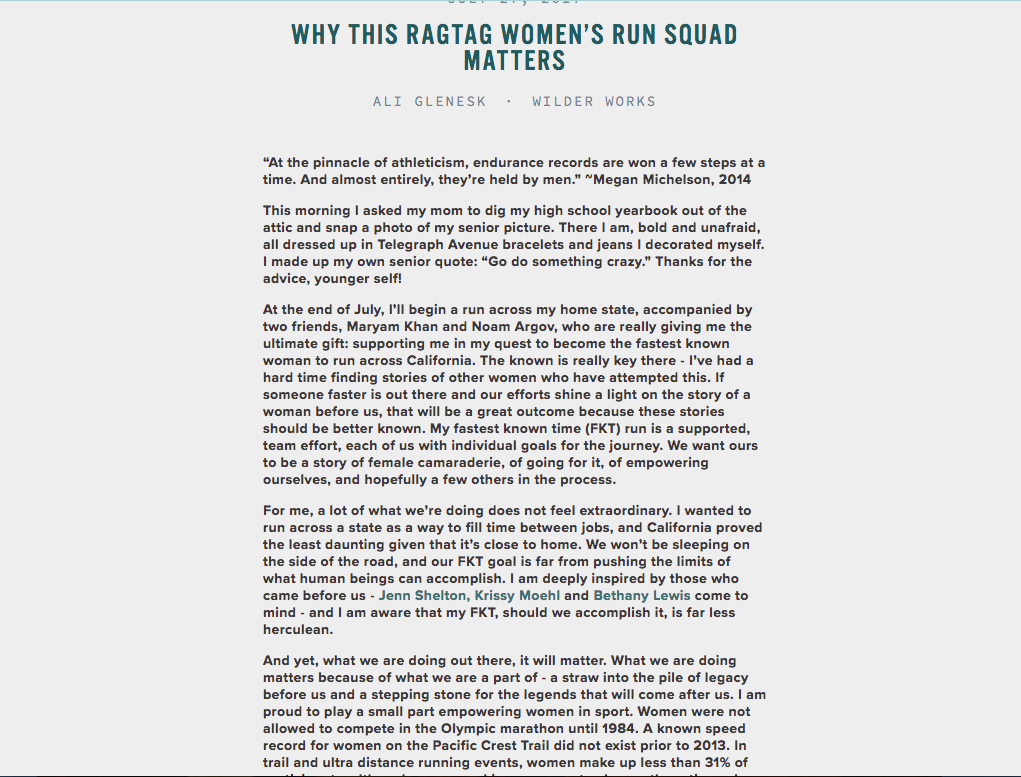 WHY THIS RAGTAG WOMEN'S RUN SQUAD
MATTERS
ALI GLENESK · WILDER WORKS
“At the pinnacle of athleticism, endurance records are won a few steps at a
time. And almost entirely, they're held by men.” ~Megan Michelson, 2014
This morning I asked my mom to dig my high school yearbook out of the
attic and snap a photo of my senior picture. There I am, bold and unafraid,
all dressed up in Telegraph Avenue bracelets and jeans I decorated myself.
I made up my own senior quote: “Go do something crazy.” Thanks for the
advice, younger self!
At the end of July, I'll begin a run across my home state, accompanied by
two friends, Maryam Khan and Noam Argov, who are really giving me the
ultimate gift: supporting me in my quest to become the fastest known
woman to run across California. The known is really key there - I've had a
hard time finding stories of other women who have attempted this. If
someone faster is out there and our efforts shine a light on the story of a
woman before us, that will be a great outcome because these stories
should be better known. My fastest known time (FKT) run is a supported,
team effort, each of us with individual goals for the journey. We want ours
to be a story of female camaraderie, of going for it, of empowering
ourselves, and hopefully a few others in the process.
For me, a lot of what we're doing does not feel extraordinary. I wanted to
run across a state as a way to fill time between jobs, and California proved
the least daunting given that it's close to home. We won't be sleeping on
the side of the road, and our FKT goal is far from pushing the limits of
what human beings can accomplish. I am deeply inspired by those who
came before us - Jenn Shelton, Krissy Moehl and Bethany Lewis come to
mind - and I am aware that my FKT, should we accomplish it, is far less
herculean.
And yet, what we are doing out there, it will matter. What we are doing
matters because of what we are a part of - a straw into the pile of legacy
before us and a stepping stone for the legends that will come after us. I am
proud to play a small part empowering women in sport. Women were not
allowed to compete in the Olympic marathon until 1984. A known speed
record for women on the Pacific Crest Trail did not exist prior to 2013. In
trail and ultra distance running events, women make up less than 31% of